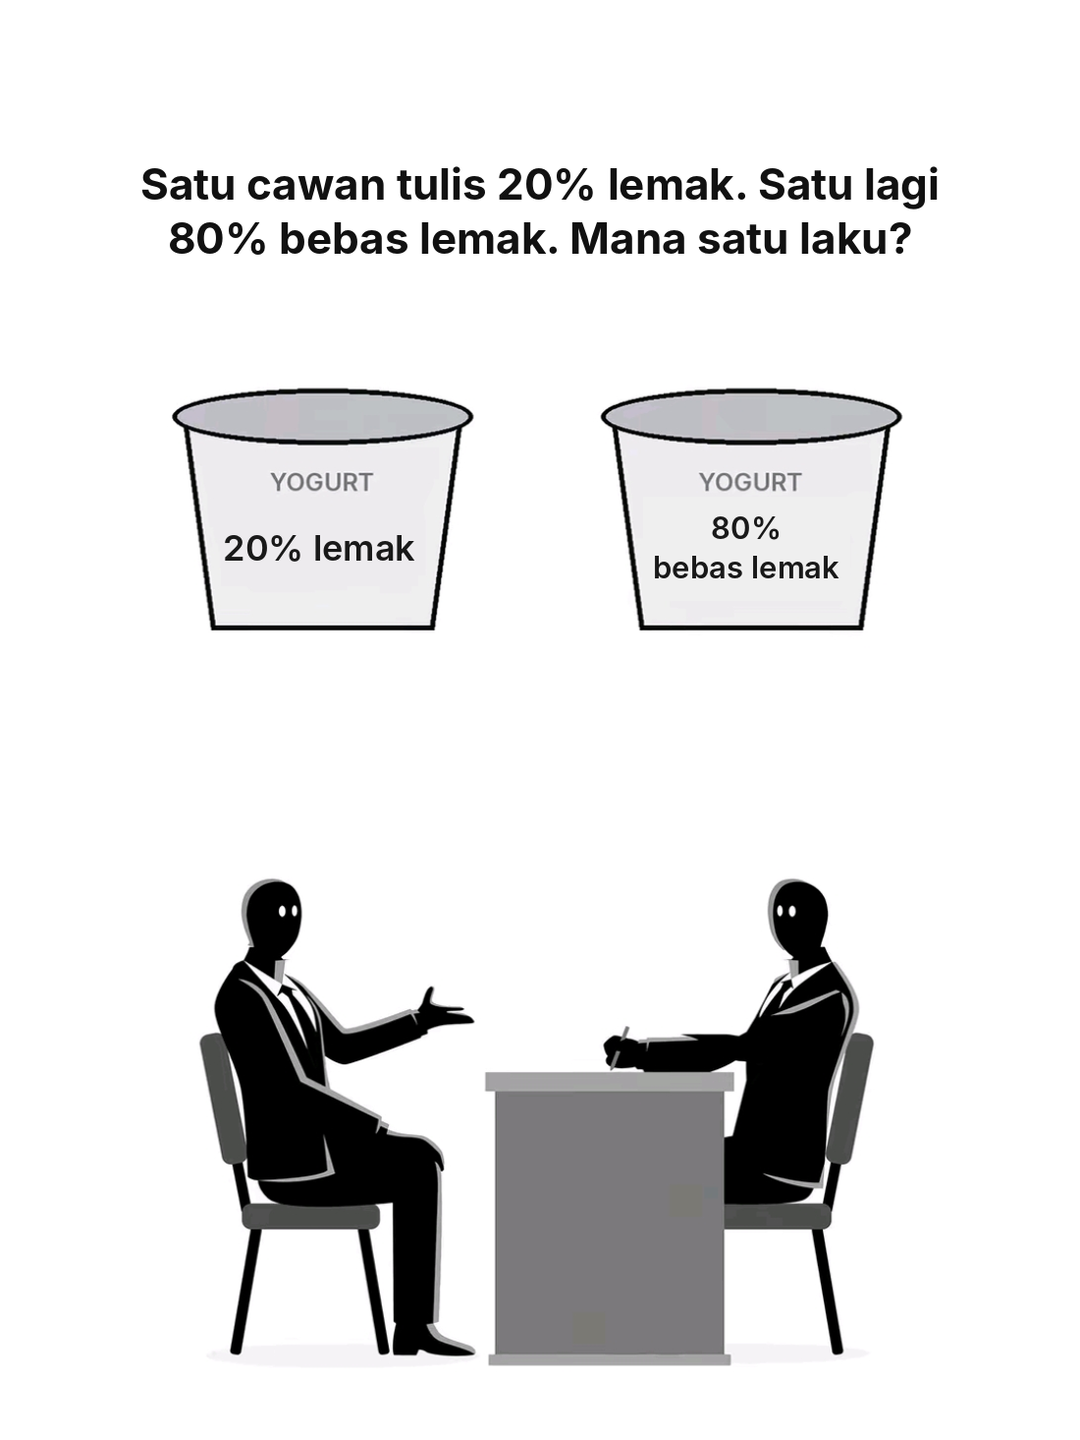 Satu cawan tulis 20% lemak. Satu lagi
80% bebas lemak. Mana satu laku?
YOGURT
20% lemak
YOGURT
80%
bebas lemak